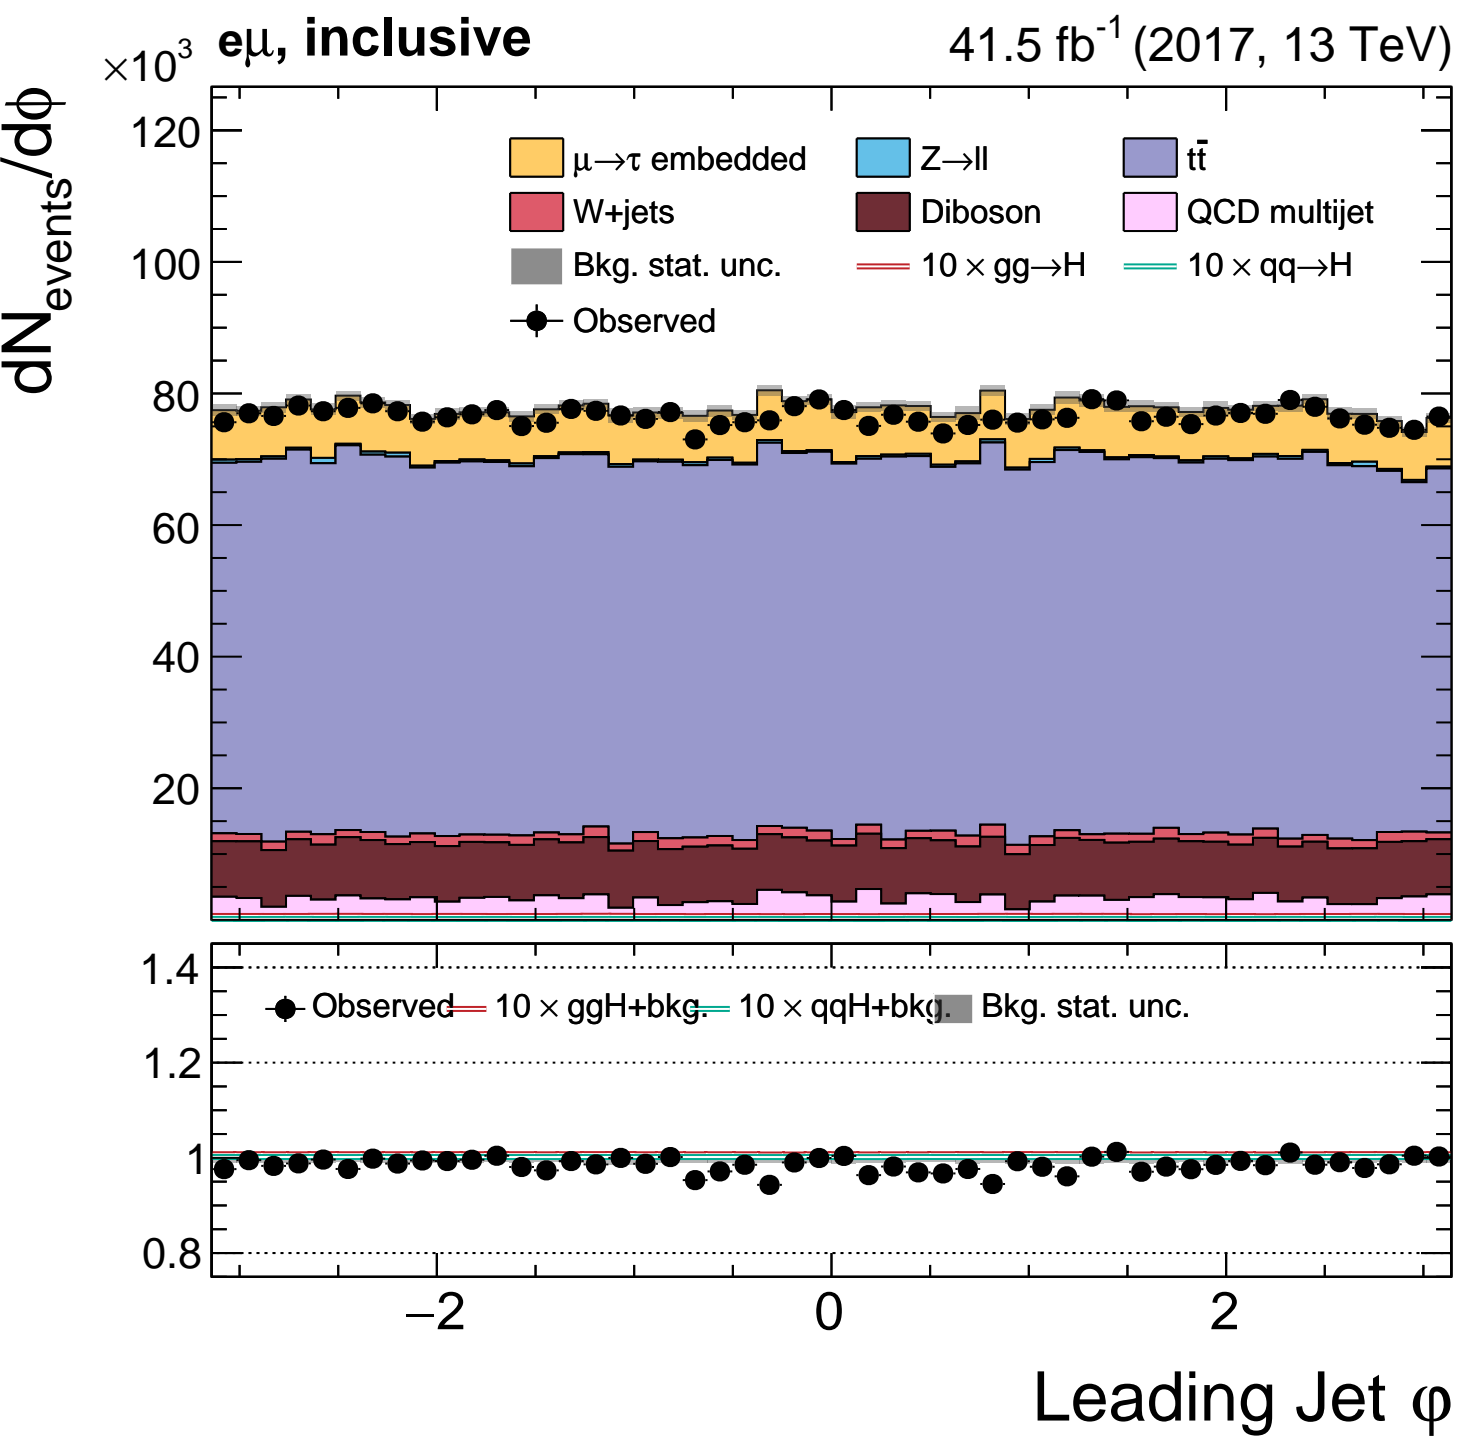 ×10³ eμ, inclusive 41.5 fb⁻¹ (2017, 13 TeV)
dN_events/dϕ
120
100
80
60
40
20
μ→τ embedded Z→ll tt̄
W+jets Diboson QCD multijet
Bkg. stat. unc. 10 × gg→H 10 × qq→H
Observed
1.4
1.2
1
0.8
Observed 10 × ggH+bkg. 10 × qqH+bkg. Bkg. stat. unc.
−2 0 2
Leading Jet φ